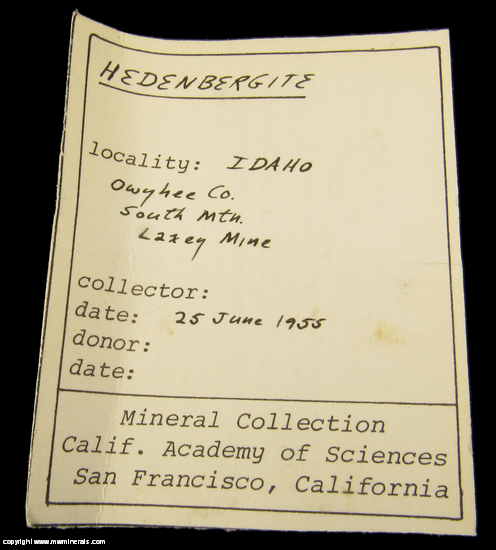 HEDENBERGITE
locality: IDAHO
Owyhee Co.
South Mtn.
Laxey Mine
collector:
date: 25 June 1955
donor:
date:
Mineral Collection
Calif. Academy of Sciences
San Francisco, California
copyright www.mwminerals.com